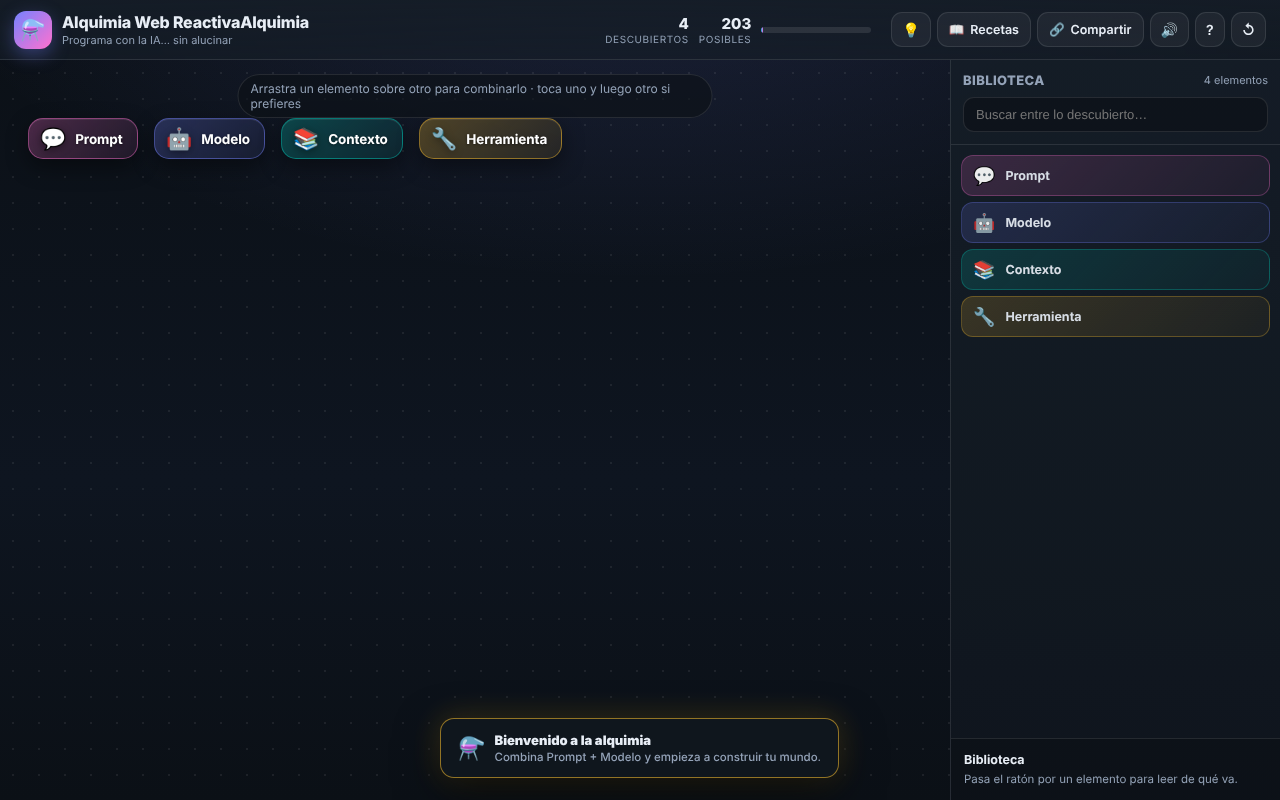 Alquimia Web ReactivaAlquimia
Programa con la IA... sin alucinar
4
DESCUBIERTOS
203
POSIBLES
Recetas
Compartir
?
Arrastra un elemento sobre otro para combinarlo · toca uno y luego otro si
prefieres
Prompt
Modelo
Contexto
Herramienta
BIBLIOTECA
4 elementos
Buscar entre lo descubierto…
Prompt
Modelo
Contexto
Herramienta
Bienvenido a la alquimia
Combina Prompt + Modelo y empieza a construir tu mundo.
Biblioteca
Pasa el ratón por un elemento para leer de qué va.